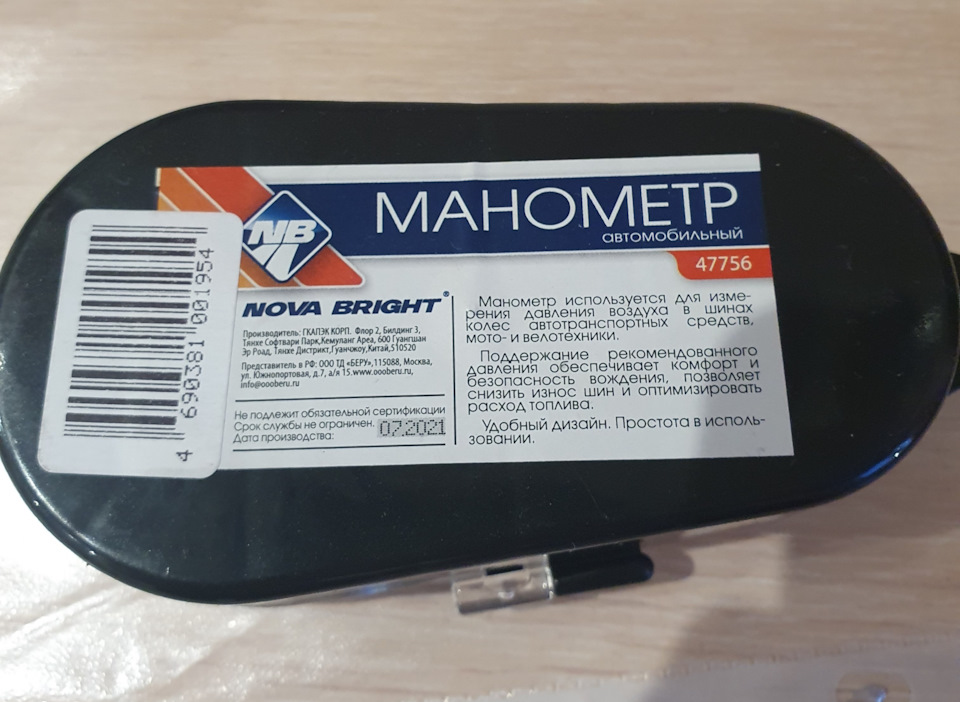 NB
МАНОМЕТР
автомобильный
47756
NOVA BRIGHT®
Производитель: ГКАПЭК КОРП. Флор 2, Билдинг 3,
Тянхе Софтвари Парк,Кемуланг Ареа, 600 Гуангшан
Эр Роад, Тянхе Дистрикт,Гуанчжоу,Китай,510520
Представитель в РФ: ООО ТД «БЕРУ»,115088, Москва,
ул. Южнопортовая, д.7, а/я 15.www.oooberu.ru,
info@oooberu.ru
Не подлежит обязательной сертификации
Срок службы не ограничен.
Дата производства:
07.2021
Манометр используется для изме-
рения давления воздуха в шинах
колес автотранспортных средств,
мото- и велотехники.
Поддержание рекомендованного
давления обеспечивает комфорт и
безопасность вождения, позволяет
снизить износ шин и оптимизировать
расход топлива.
Удобный дизайн. Простота в исполь-
зовании.
4 690381 001954